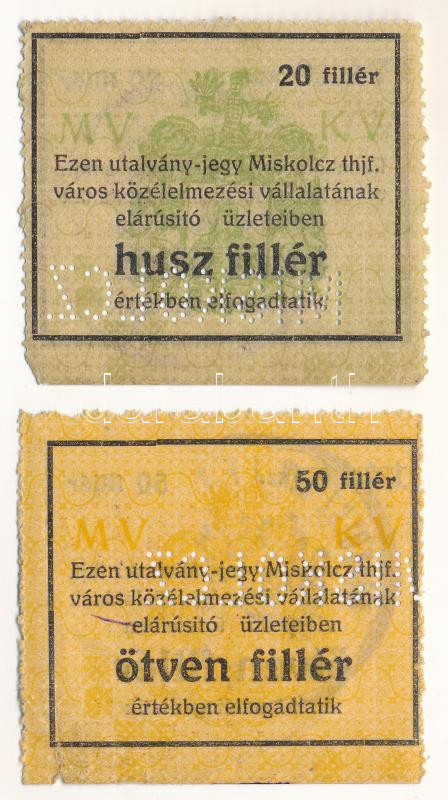 20 fillér
MV KV
Ezen utalvány-jegy Miskolcz thjf.
város közélelmezési vállalatának
elárúsitó üzleteiben
husz fillér
értékben elfogadtatik
darabanth
50 fillér
MV KV
Ezen utalvány-jegy Miskolcz thjf.
város közélelmezési vállalatának
elárúsitó üzleteiben
ötven fillér
értékben elfogadtatik